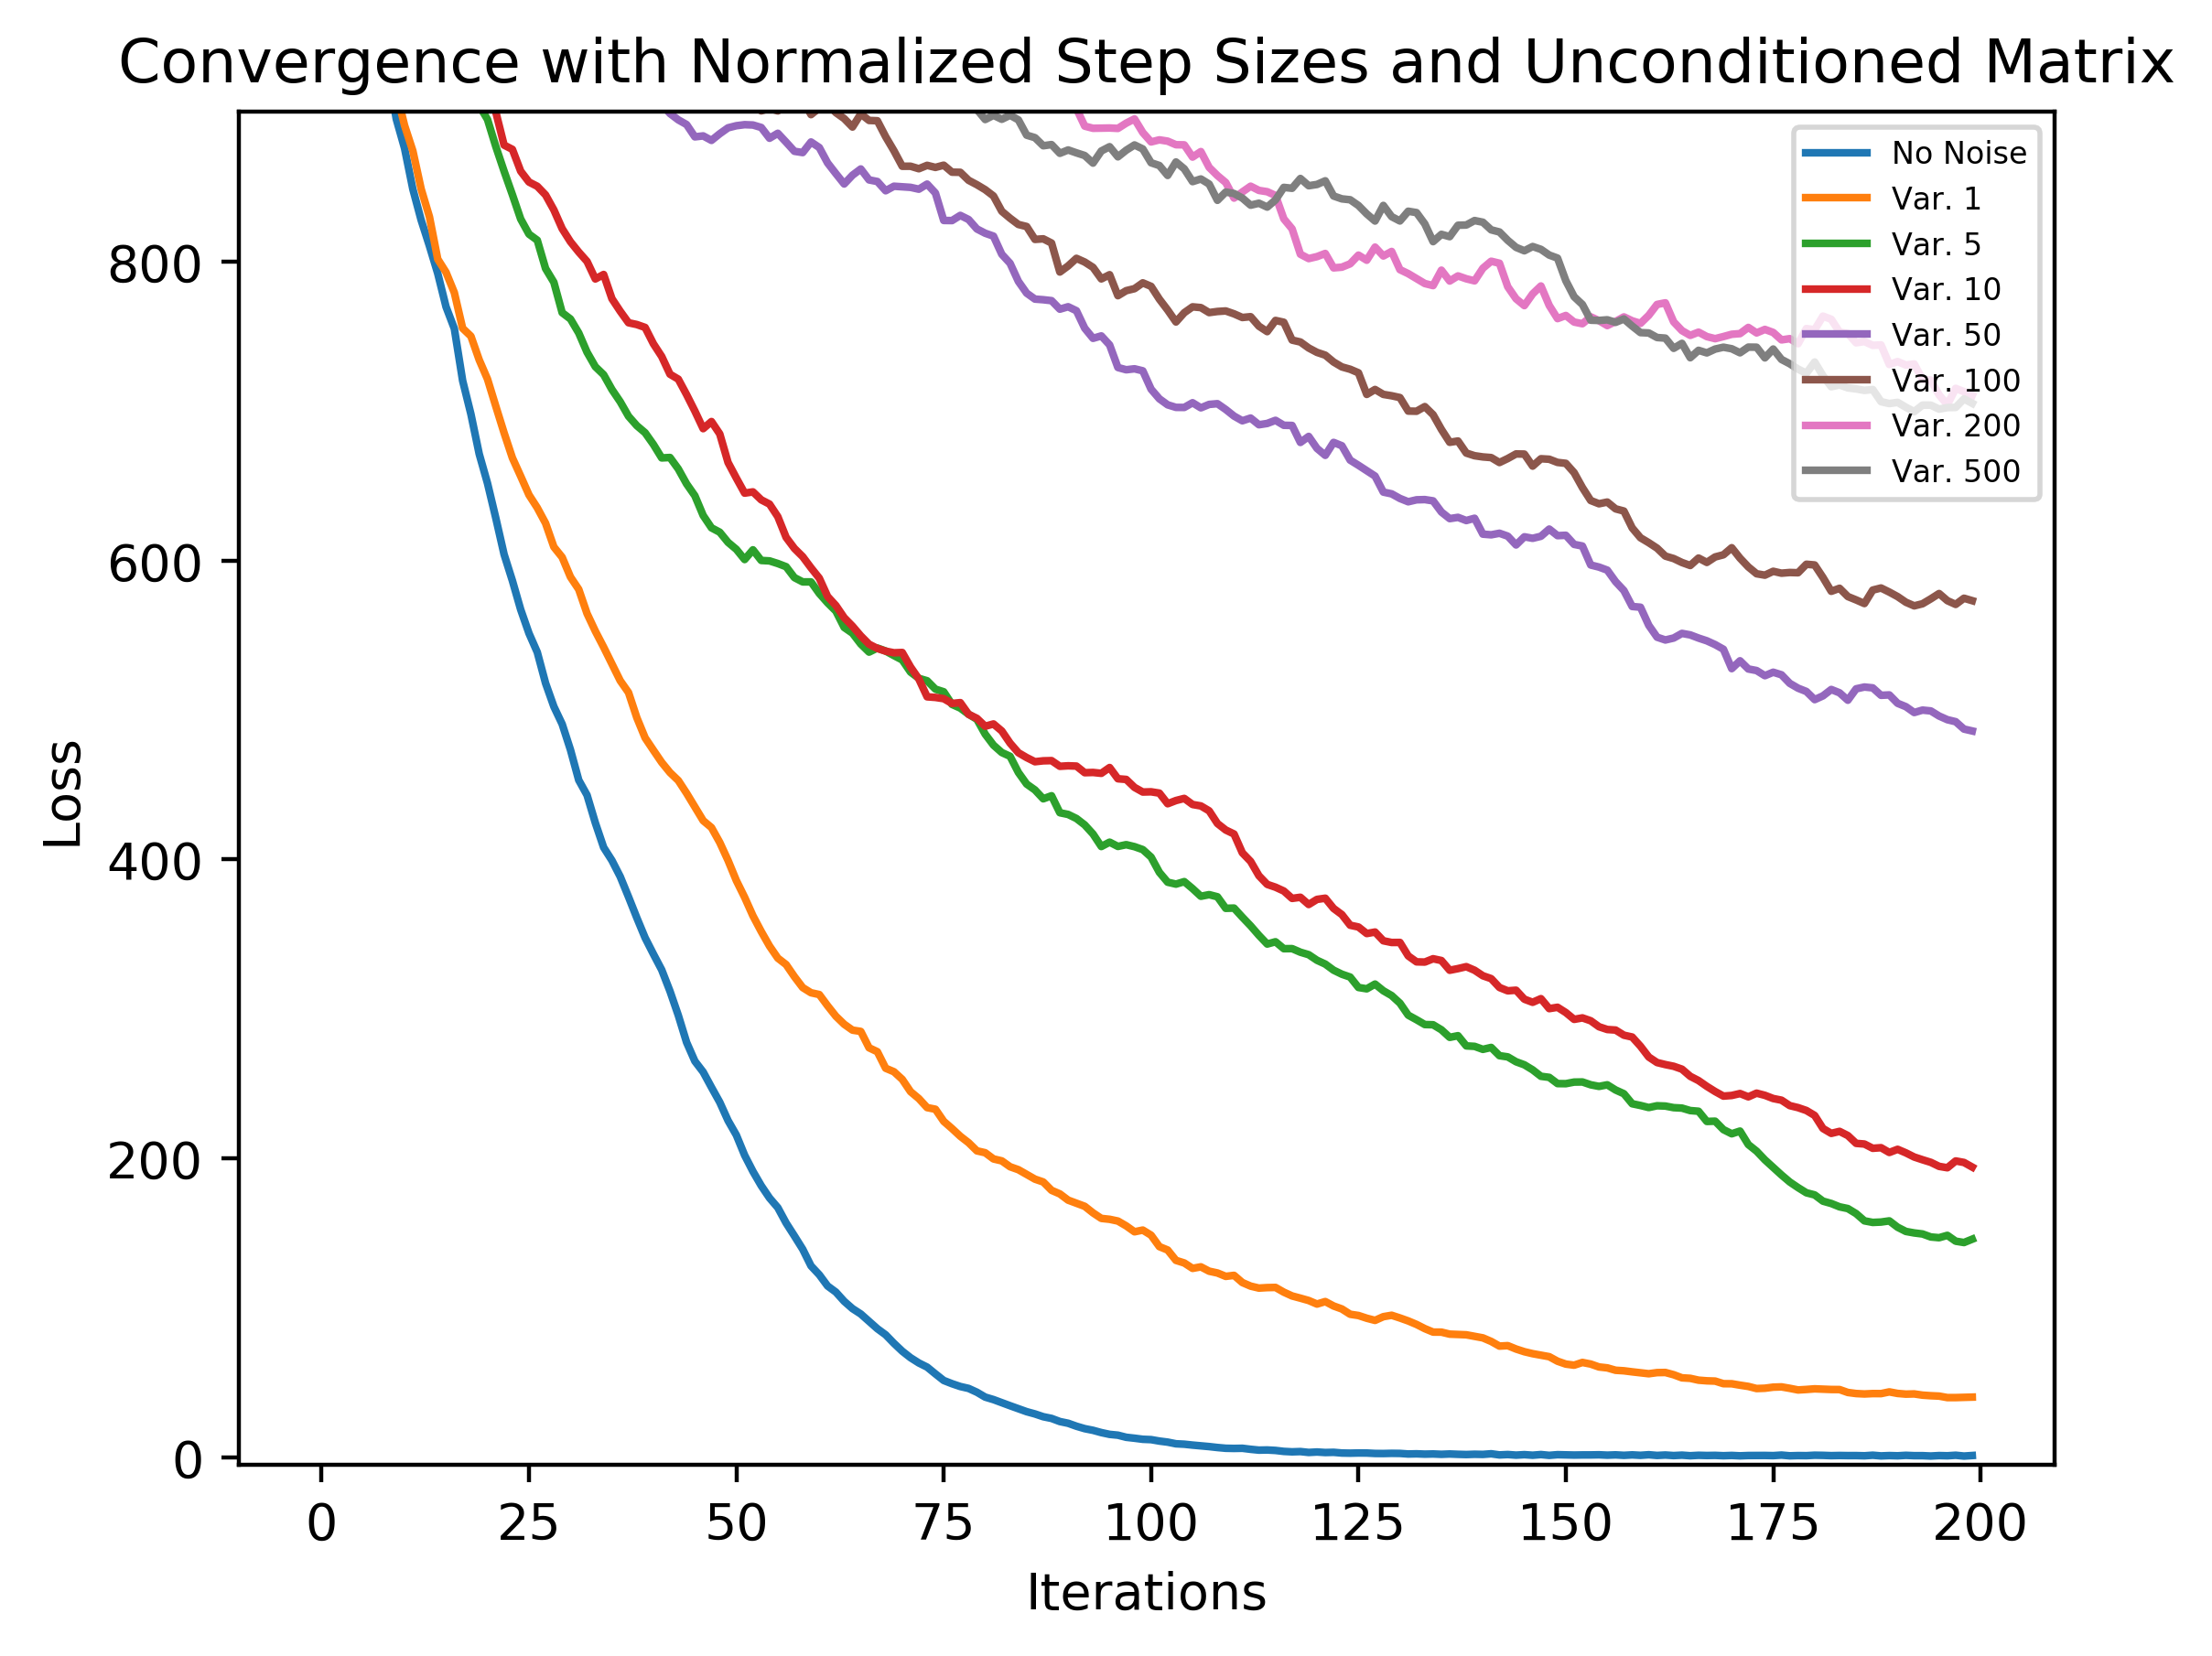 Convergence with Normalized Step Sizes and Unconditioned Matrix
No Noise
Var. 1
Var. 5
Var. 10
Var. 50
Var. 100
Var. 200
Var. 500
800
600
400
200
0
Loss
0 25 50 75 100 125 150 175 200
Iterations